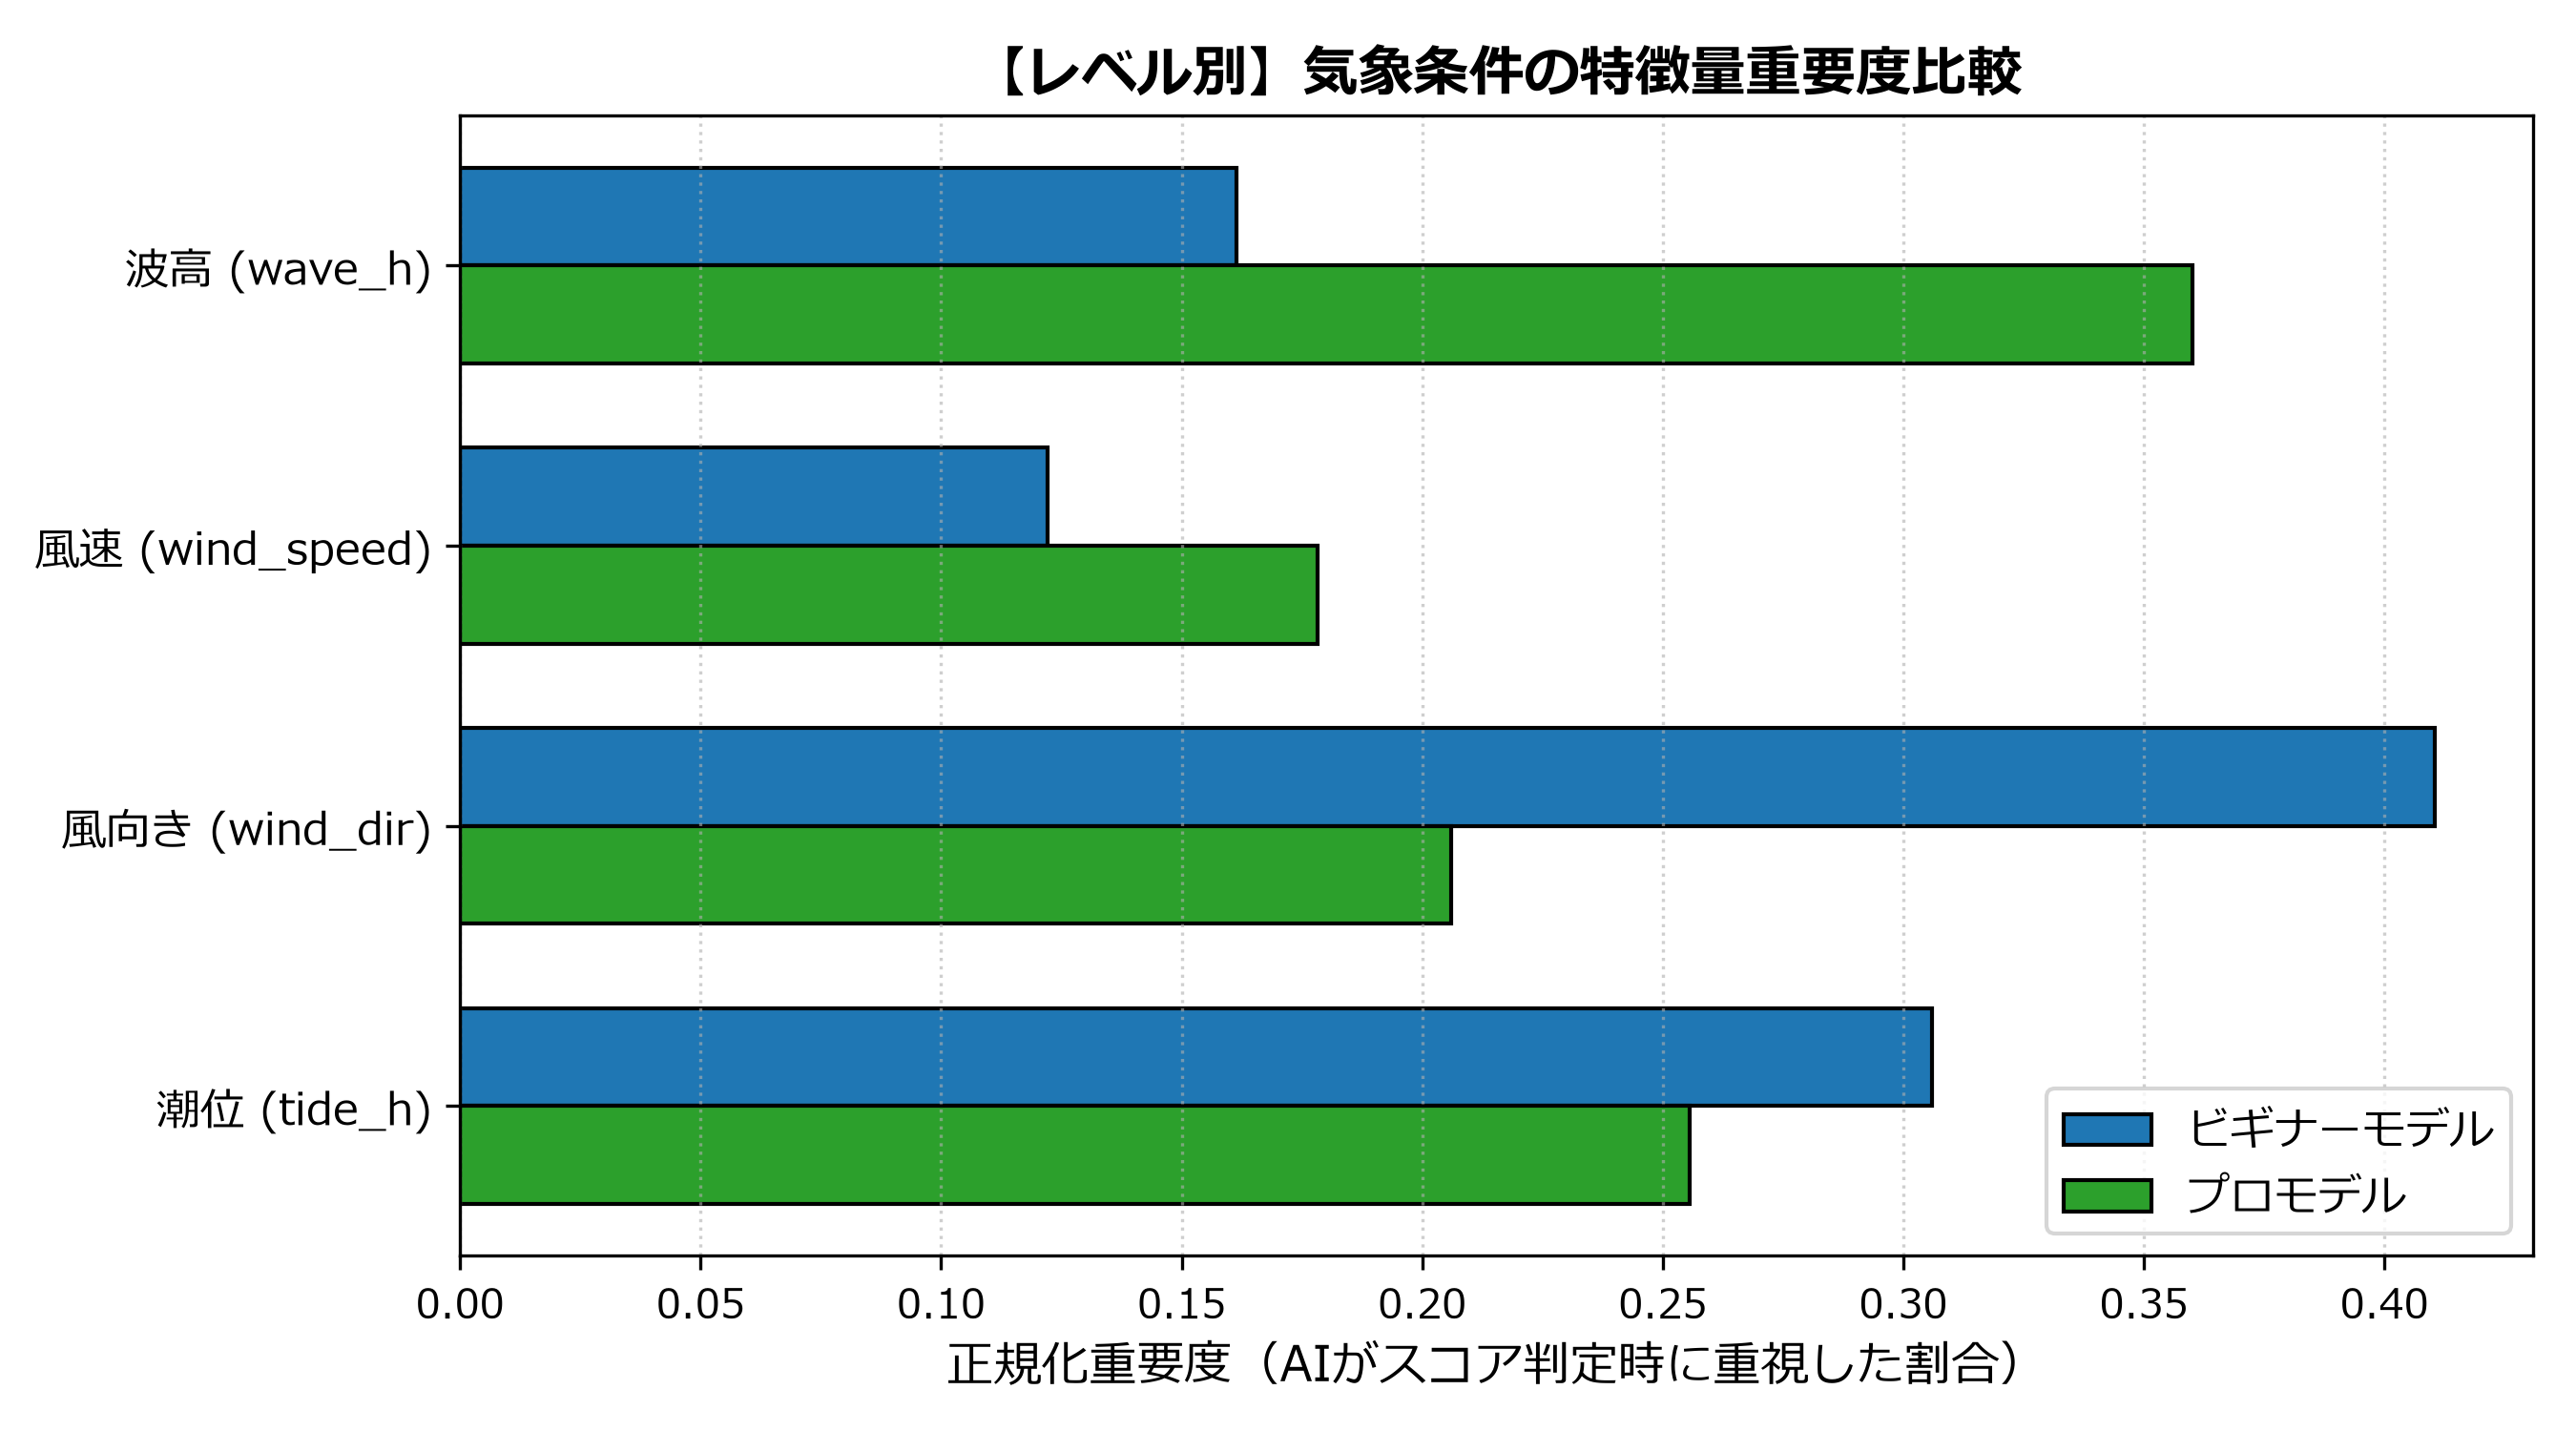 【レベル別】気象条件の特徴量重要度比較
波高 (wave_h)
風速 (wind_speed)
風向き (wind_dir)
潮位 (tide_h)
ビギナーモデル
プロモデル
0.00 0.05 0.10 0.15 0.20 0.25 0.30 0.35 0.40
正規化重要度（AIがスコア判定時に重視した割合）